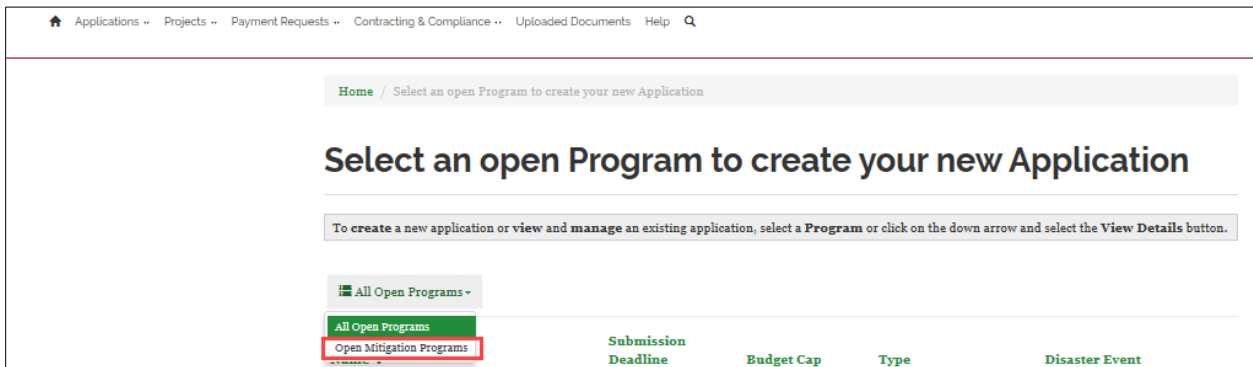 Applications Projects Payment Requests Contracting & Compliance Uploaded Documents Help
Home / Select an open Program to create your new Application
Select an open Program to create your new Application
To create a new application or view and manage an existing application, select a Program or click on the down arrow and select the View Details button.
All Open Programs
All Open Programs
Open Mitigation Programs
Name Submission Deadline Budget Cap Type Disaster Event